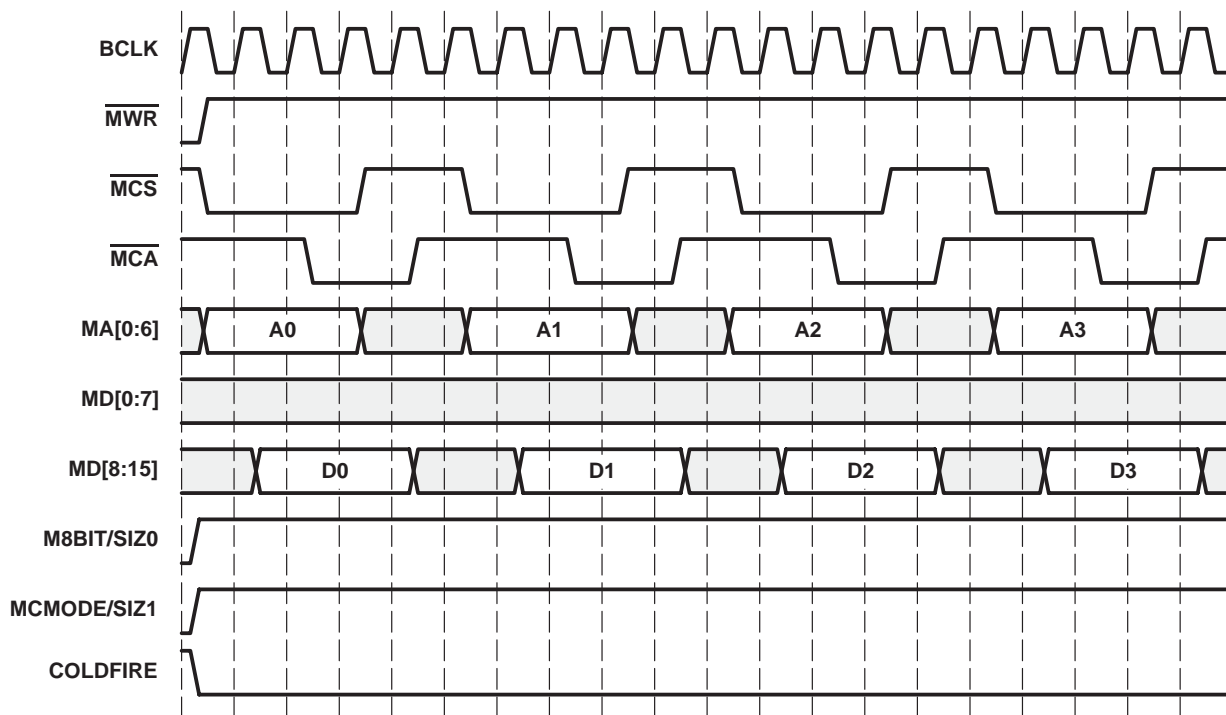 BCLK
MWR
MCS
MCA
MA[0:6] A0 A1 A2 A3
MD[0:7]
MD[8:15] D0 D1 D2 D3
M8BIT/SIZ0
MCMODE/SIZ1
COLDFIRE